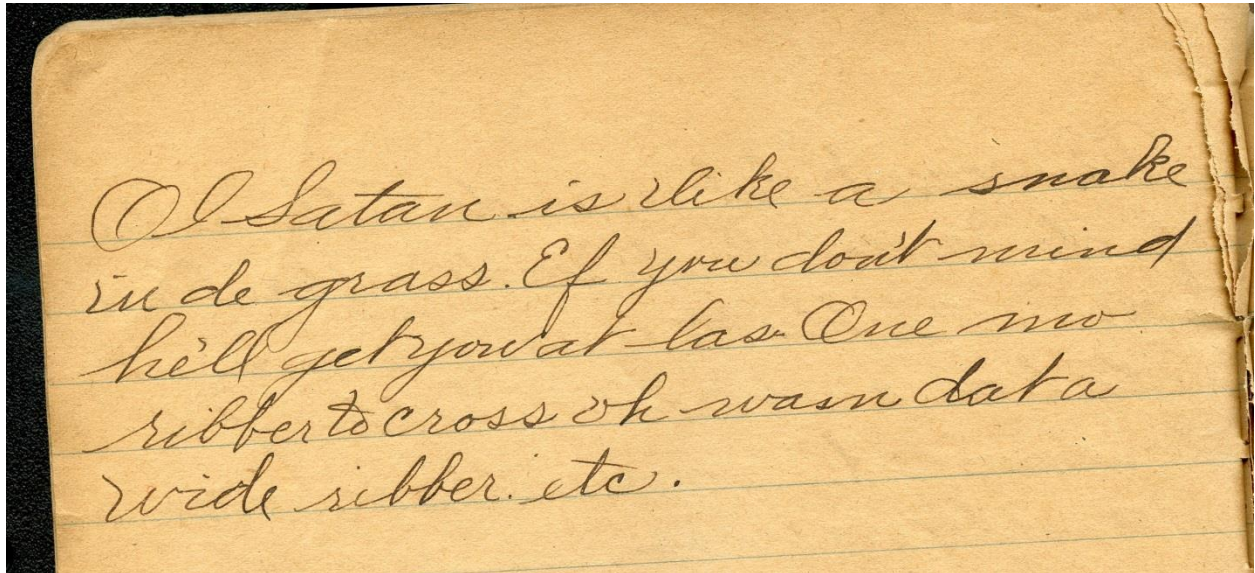 Ol Satan is like a snake
in de grass. Ef you don't mind
he'll get you at las One mo
ribber to cross oh wasn dat a
wide ribber. etc.